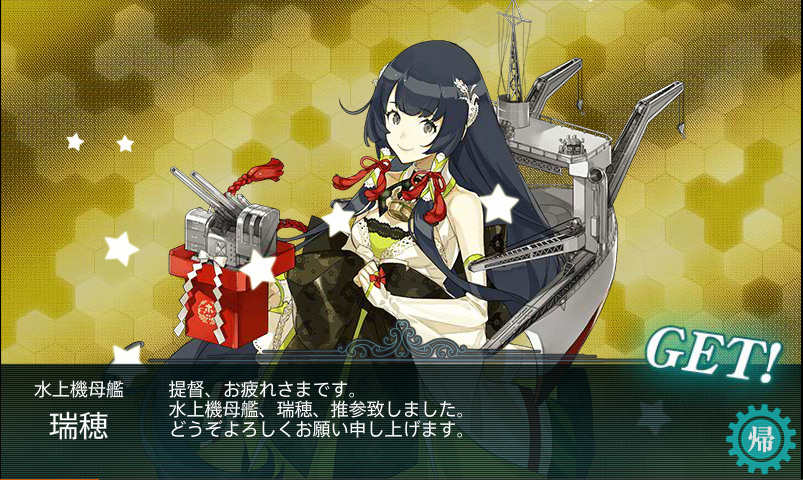 水上機母艦
瑞穂
提督、お疲れさまです。
水上機母艦、瑞穂、推参致しました。
どうぞよろしくお願い申し上げます。
GET!
帰